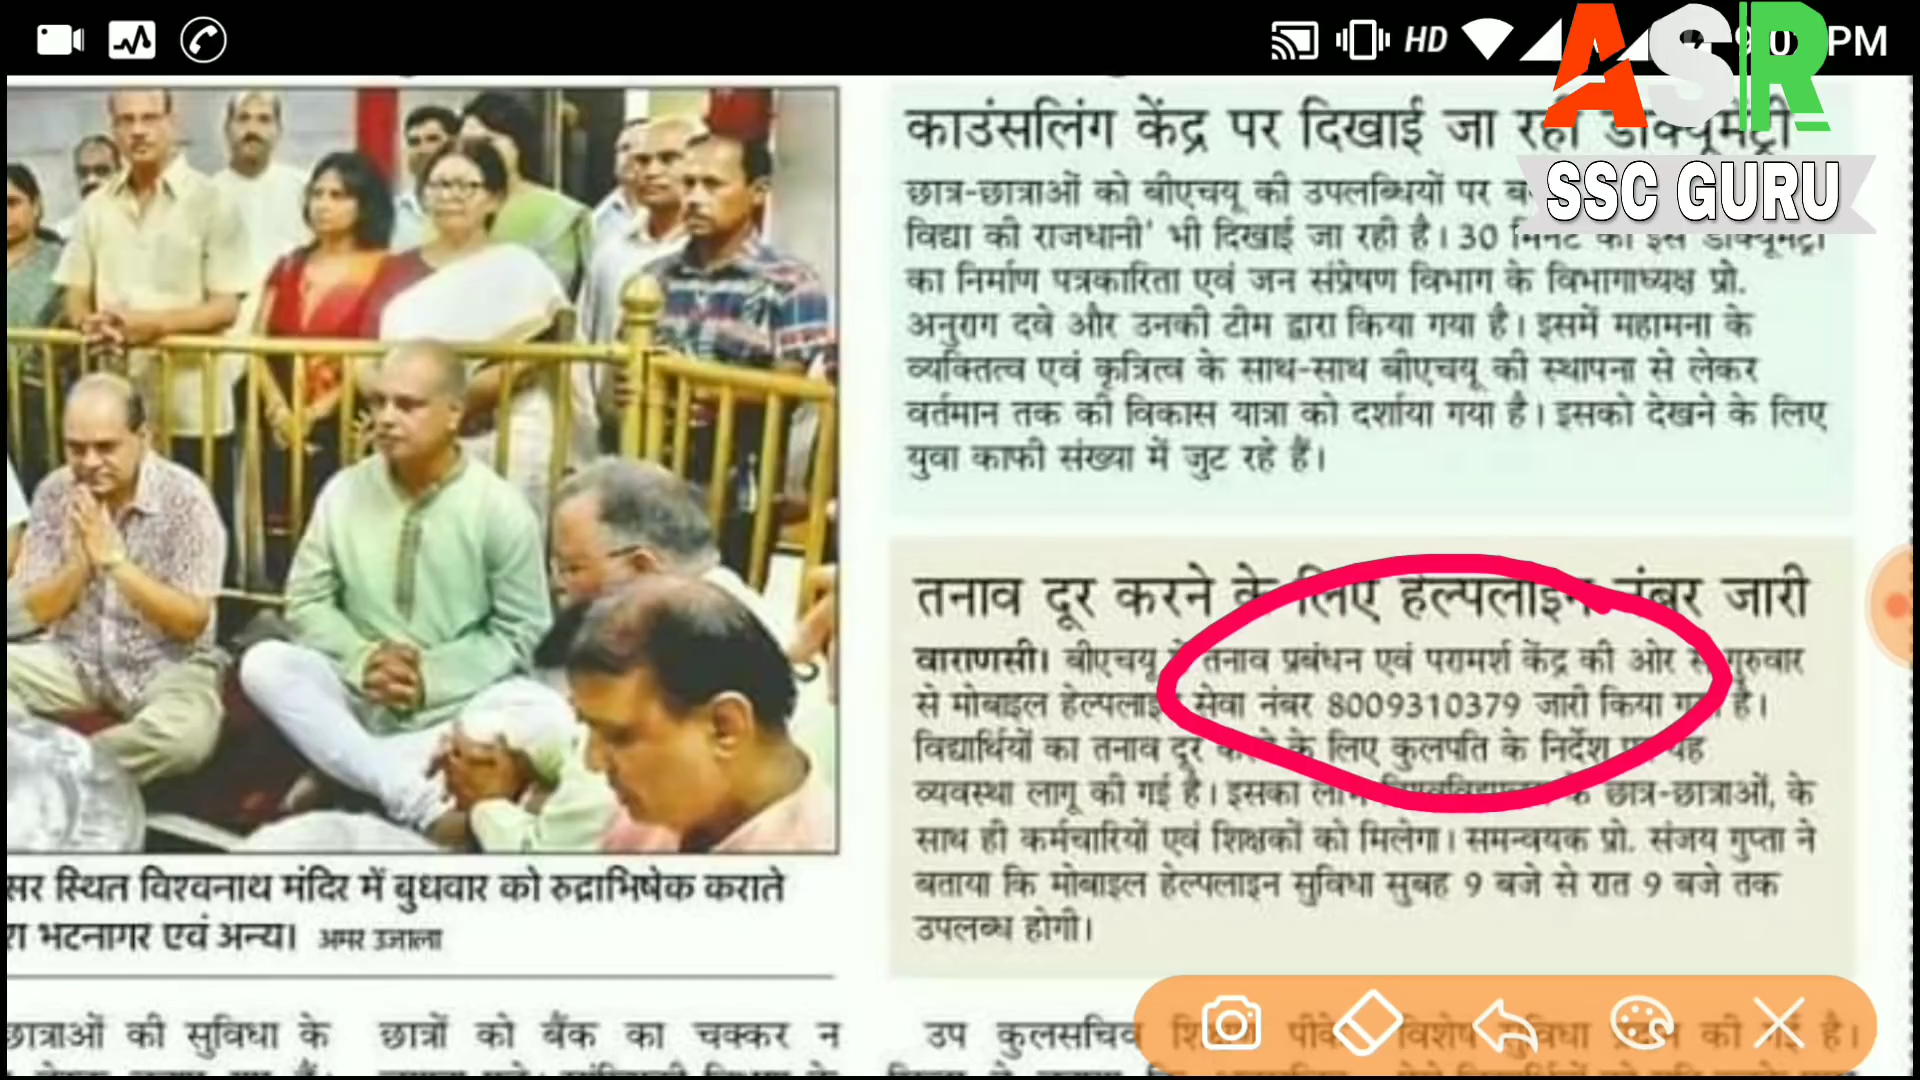 HD
PM
ASR
SSC GURU
काउंसलिंग केंद्र पर दिखाई जा रही डाक्यूमेंट्री
छात्र-छात्राओं को बीएचयू की उपलब्धियों पर
विद्या की राजधानी' भी दिखाई जा रही है। 30 मिनट की इस डाक्यूमेंट्री
का निर्माण पत्रकारिता एवं जन संप्रेषण विभाग के विभागाध्यक्ष प्रो.
अनुराग दवे और उनकी टीम द्वारा किया गया है। इसमें महामना के
व्यक्तित्व एवं कृत्रित्व के साथ-साथ बीएचयू की स्थापना से लेकर
वर्तमान तक की विकास यात्रा को दर्शाया गया है। इसको देखने के लिए
युवा काफी संख्या में जुट रहे हैं।
तनाव दूर करने के लिए हेल्पलाइन नंबर जारी
वाराणसी। बीएचयू में तनाव प्रबंधन एवं परामर्श केंद्र की ओर से गुरुवार
से मोबाइल हेल्पलाइन सेवा नंबर 8009310379 जारी किया गया है।
विद्यार्थियों का तनाव दूर करने के लिए कुलपति के निर्देश पर यह
व्यवस्था लागू की गई है। इसका लाभ विश्वविद्यालय के छात्र-छात्राओं, के
साथ ही कर्मचारियों एवं शिक्षकों को मिलेगा। समन्वयक प्रो. संजय गुप्ता ने
बताया कि मोबाइल हेल्पलाइन सुविधा सुबह 9 बजे से रात 9 बजे तक
उपलब्ध होगी।
सर स्थित विश्वनाथ मंदिर में बुधवार को रुद्राभिषेक कराते
भटनागर एवं अन्य। अमर उजाला
छात्राओं की सुविधा के
छात्रों को बैंक का चक्कर न
उप कुलसचिव
विशेष सुविधा की गई है।